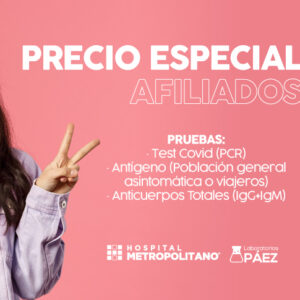 PRECIO ESPECIAL
AFILIADOS
PRUEBAS:
· Test Covid (PCR)
· Antígeno (Población general
asintomática o viajeros)
· Anticuerpos Totales (IgG+IgM)
HOSPITAL
METROPOLITANO
Laboratorios
PÁEZ